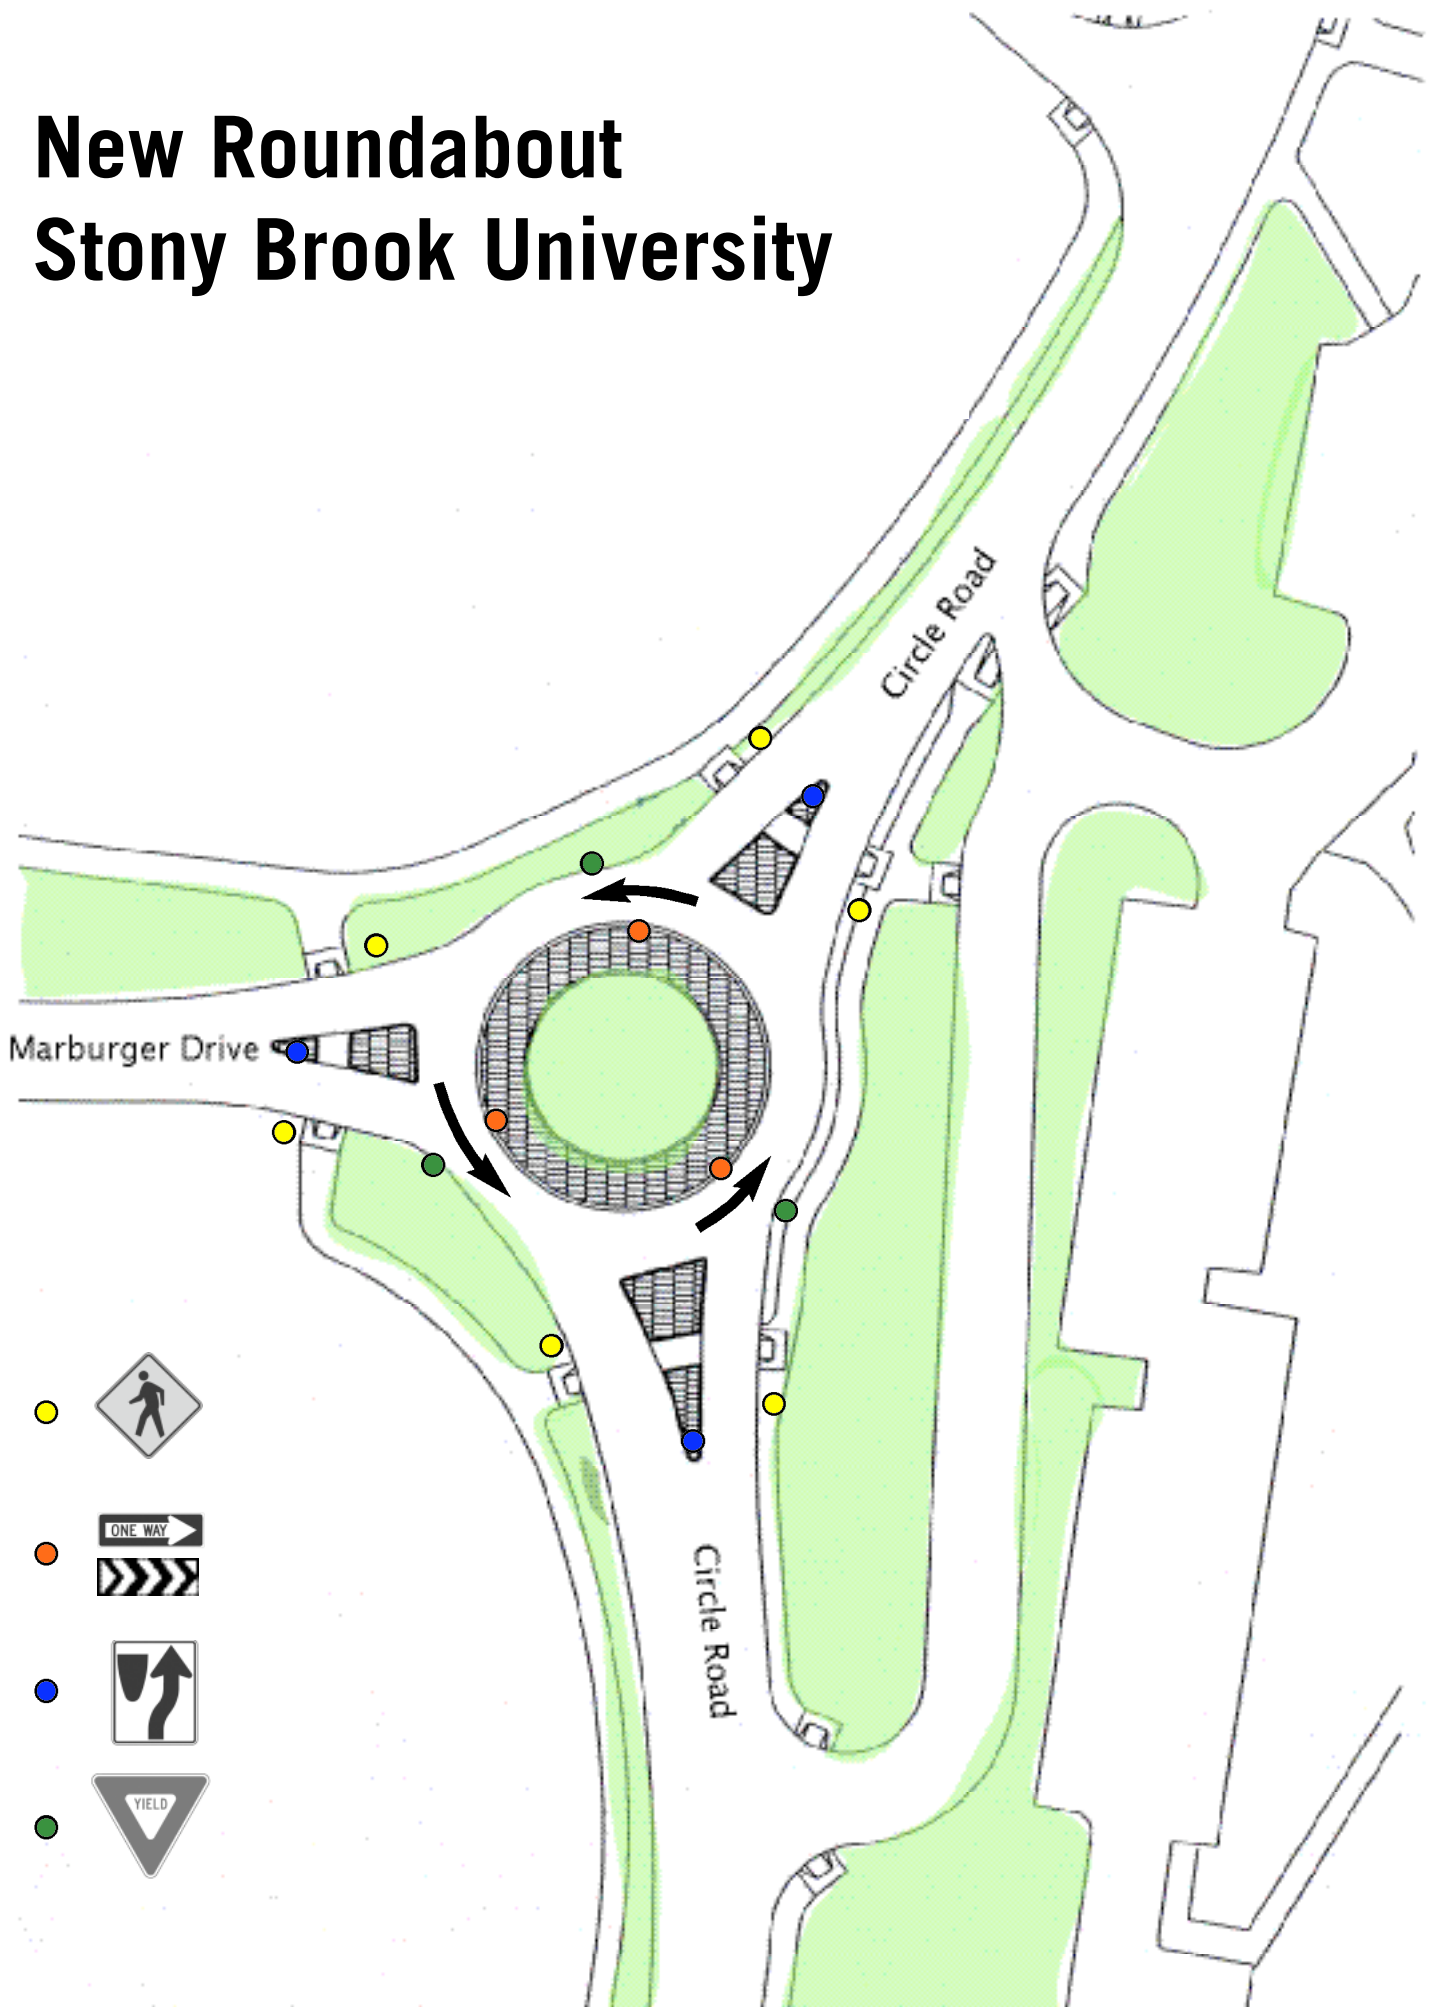 New Roundabout
Stony Brook University
Circle Road
Marburger Drive
Circle Road
ONE WAY
YIELD